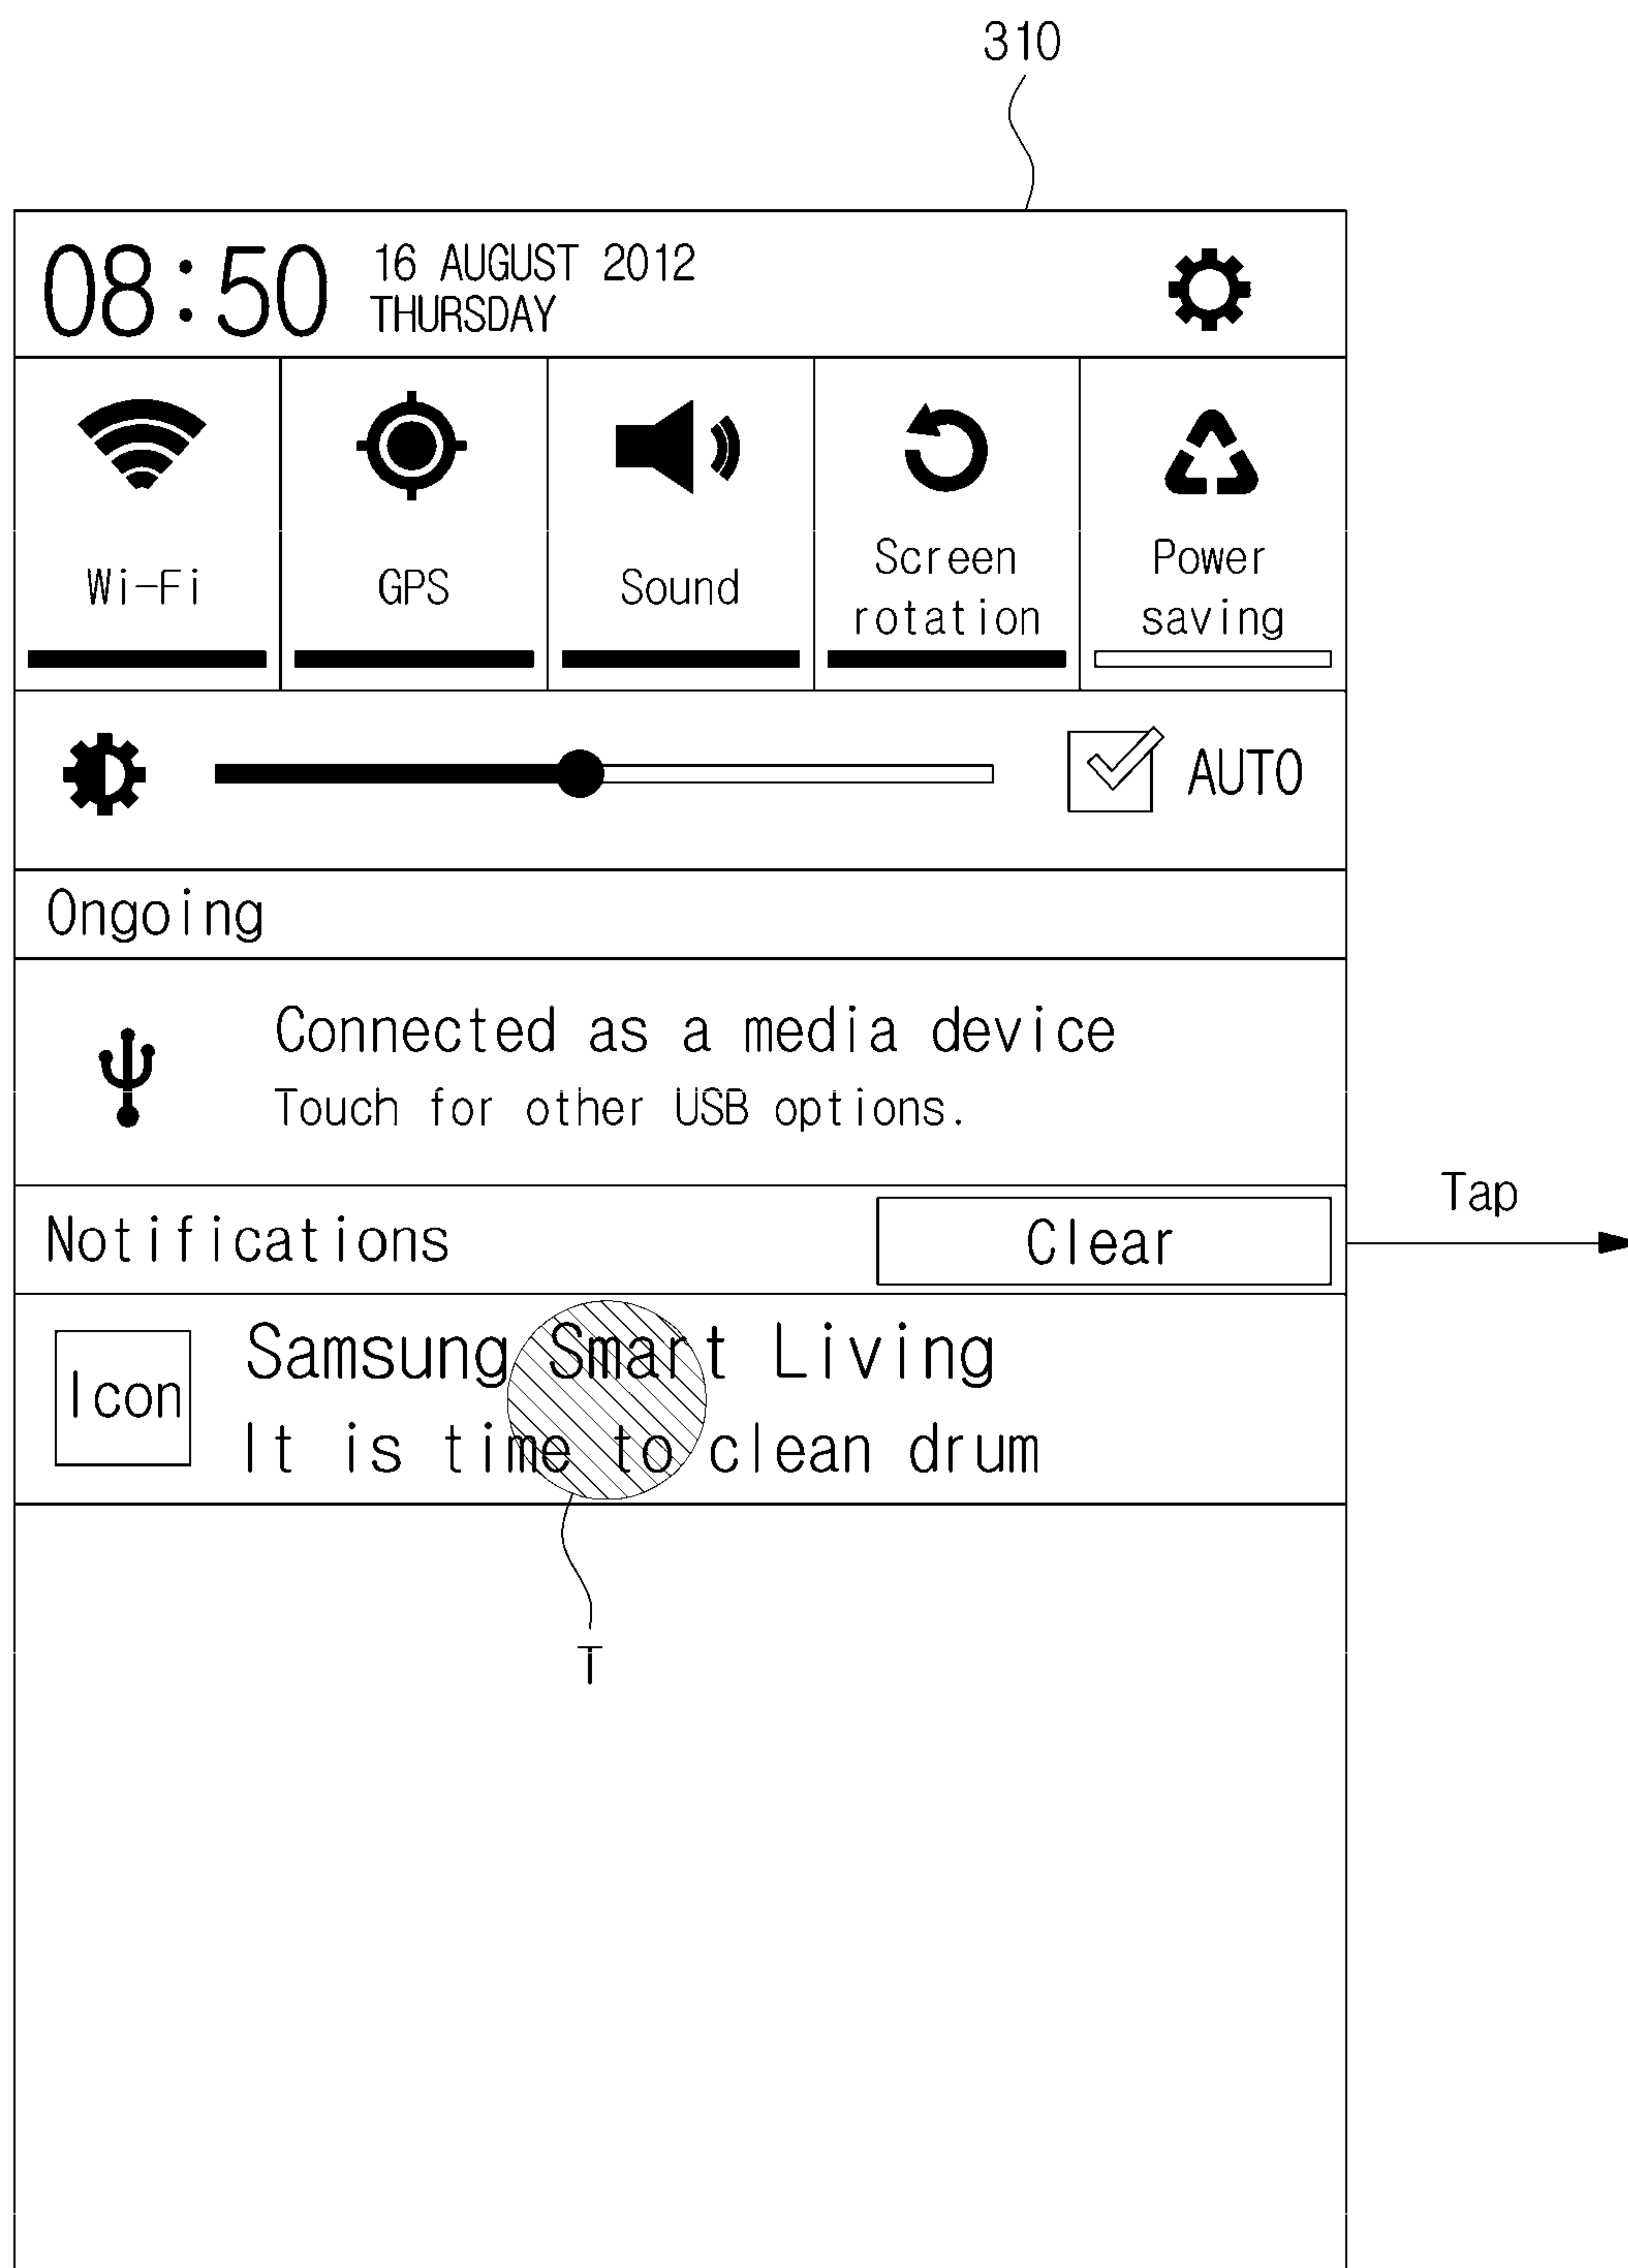 310
08:50
16 AUGUST 2012
THURSDAY
Wi-Fi
GPS
Sound
Screen
rotation
Power
saving
AUTO
Ongoing
Connected as a media device
Touch for other USB options.
Tap
Notifications
Clear
Icon
Samsung Smart Living
It is time to clean drum
T